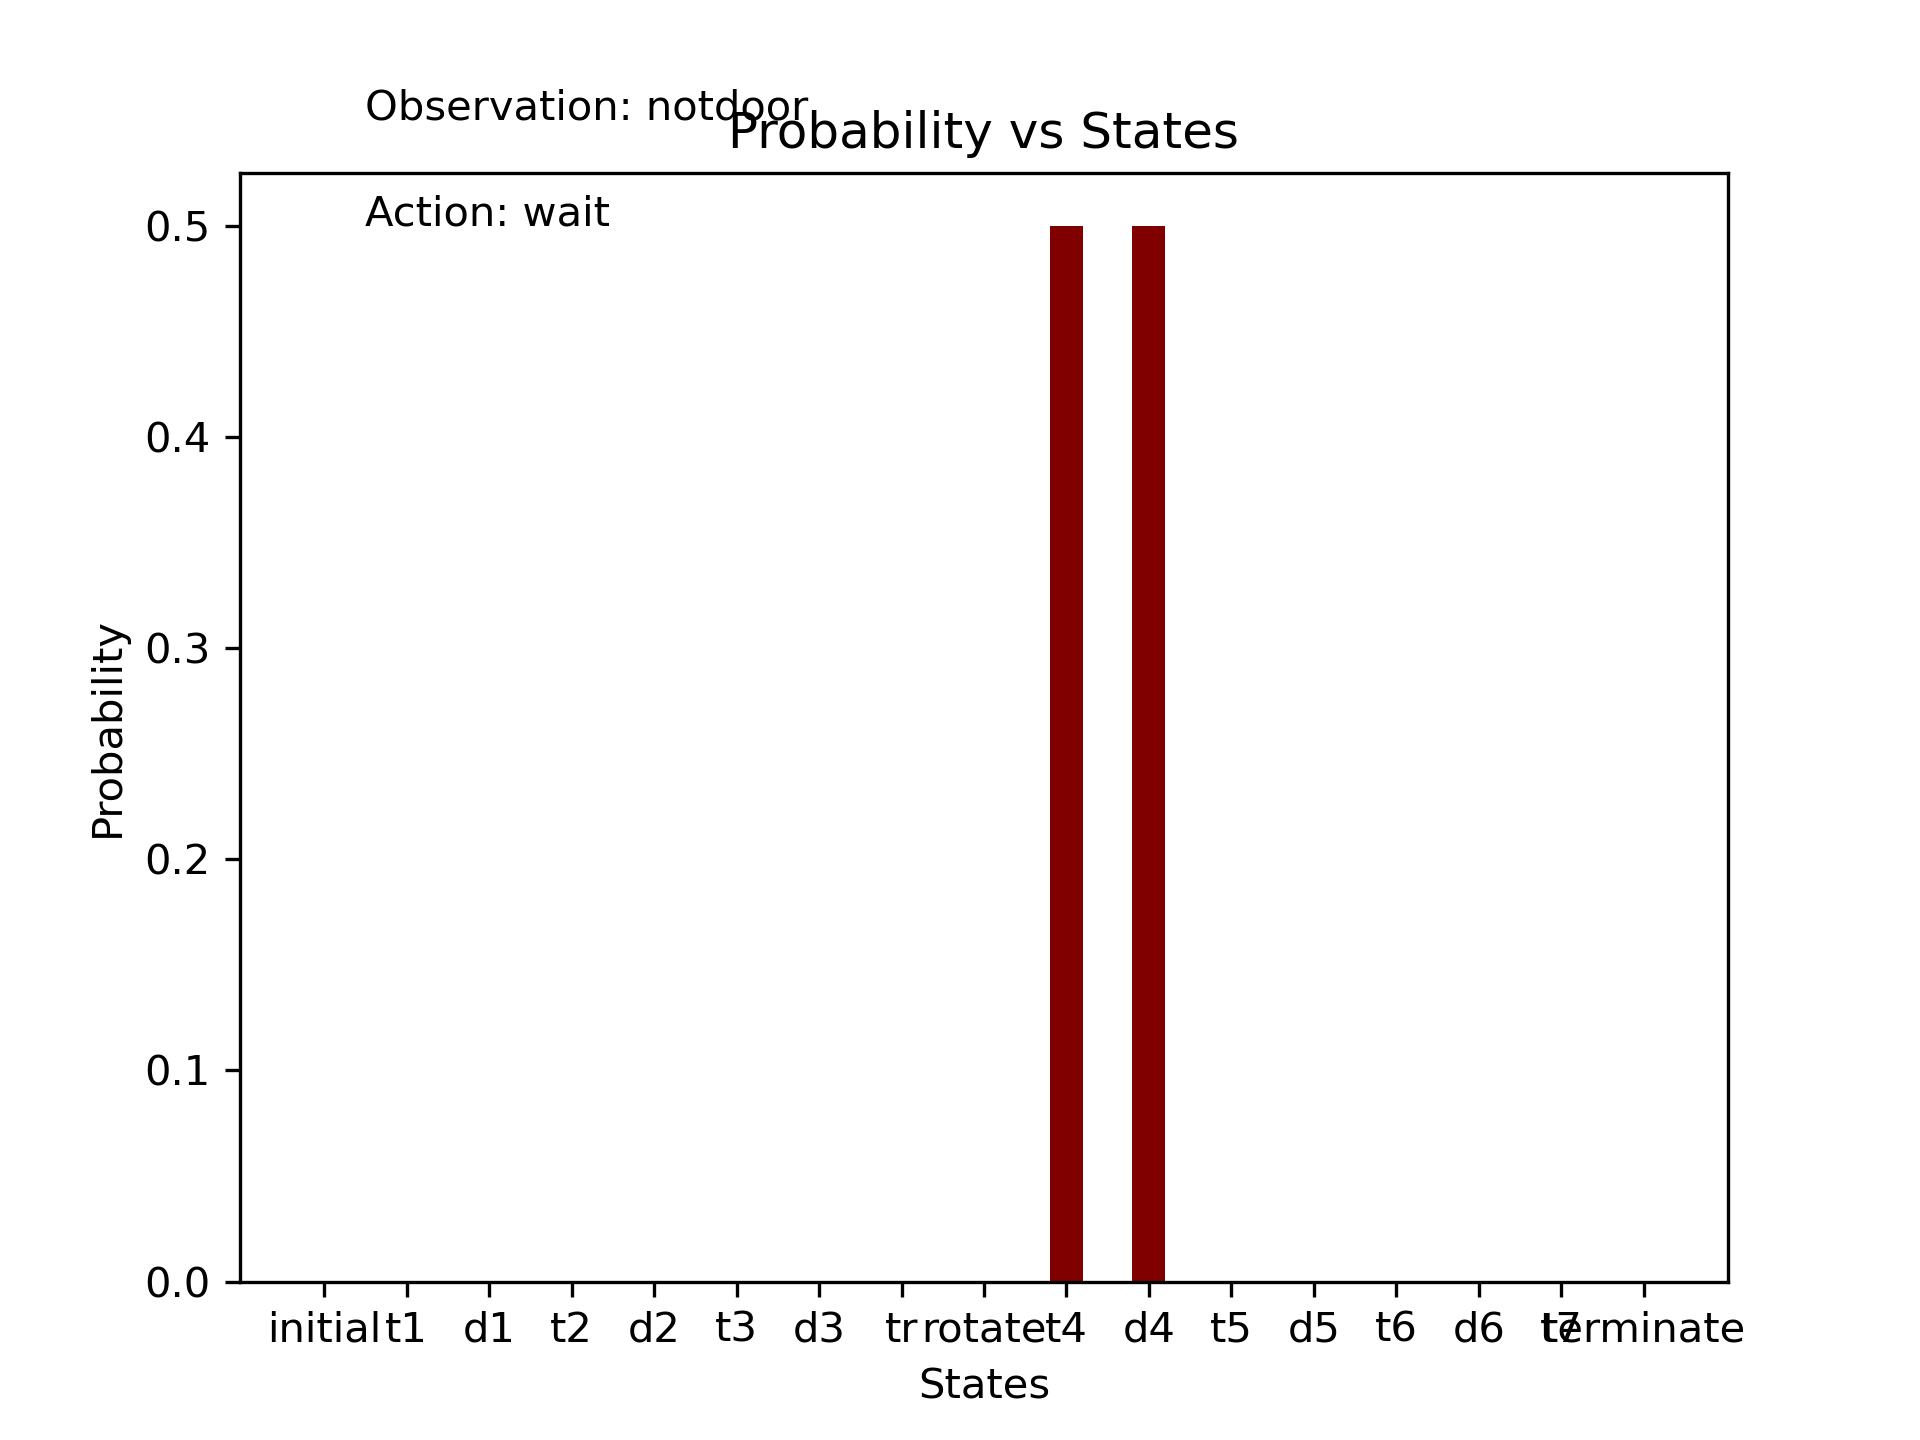 Observation: notdoor
Probability vs States
Action: wait
0.5
0.4
0.3
0.2
0.1
0.0
Probability
initial t1 d1 t2 d2 t3 d3 tr rotate t4 d4 t5 d5 t6 d6 t7 terminate
States